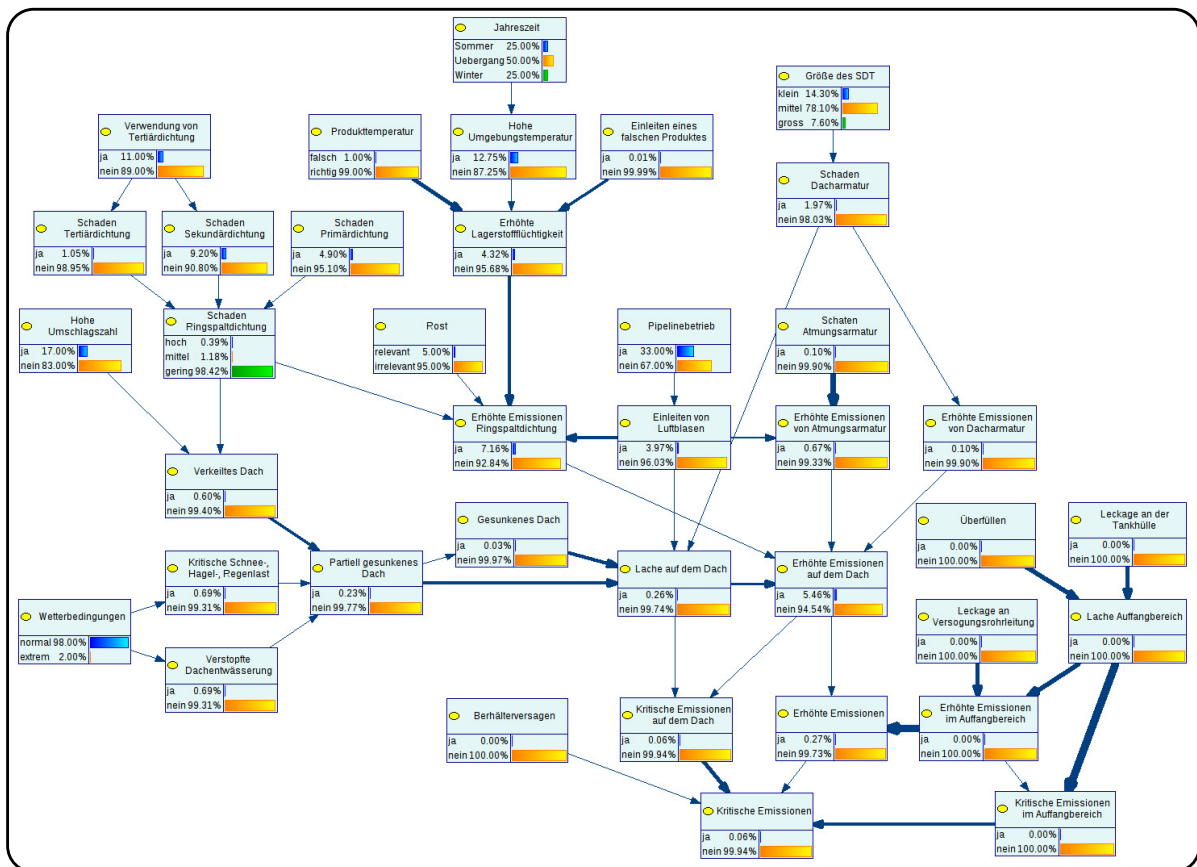 Jahreszeit
Sommer 25.00%
Uebergang 50.00%
Winter 25.00%
Größe des SDT
klein 14.30%
mittel 78.10%
gross 7.60%
Verwendung von
Tertiärdichtung
ja 11.00%
nein 89.00%
Produkttemperatur
falsch 1.00%
richtig 99.00%
Hohe
Umgebungstemperatur
ja 12.75%
nein 87.25%
Einleiten eines
falschen Produktes
ja 0.01%
nein 99.99%
Schaden
Dacharmatur
ja 1.97%
nein 98.03%
Schaden
Tertiärdichtung
ja 1.05%
nein 98.95%
Schaden
Sekundärdichtung
ja 9.20%
nein 90.80%
Schaden
Primärdichtung
ja 4.90%
nein 95.10%
Erhöhte
Lagerstoffflüchtigkeit
ja 4.32%
nein 95.68%
Hohe
Umschlagszahl
ja 17.00%
nein 83.00%
Schaden
Ringspaltdichtung
hoch 0.39%
mittel 1.18%
gering 98.42%
Rost
relevant 5.00%
irrelevant 95.00%
Pipelinebetrieb
ja 33.00%
nein 67.00%
Schaten
Atmungsarmatur
ja 0.10%
nein 99.90%
Erhöhte Emissionen
Ringspaltdichtung
ja 7.16%
nein 92.84%
Einleiten von
Luftblasen
ja 3.97%
nein 96.03%
Erhöhte Emissionen
von Atmungsarmatur
ja 0.67%
nein 99.33%
Erhöhte Emissionen
von Dacharmatur
ja 0.10%
nein 99.90%
Verkeiltes Dach
ja 0.60%
nein 99.40%
Gesunkenes Dach
ja 0.03%
nein 99.97%
Überfüllen
ja 0.00%
nein 100.00%
Leckage an der
Tankhülle
ja 0.00%
nein 100.00%
Kritische Schnee-,
Hagel-, Regenlast
ja 0.69%
nein 99.31%
Partiell gesunkenes
Dach
ja 0.23%
nein 99.77%
Lache auf dem Dach
ja 0.26%
nein 99.74%
Erhöhte Emissionen
auf dem Dach
ja 5.46%
nein 94.54%
Wetterbedingungen
normal 98.00%
extrem 2.00%
Leckage an
Versogungsrohrleitung
ja 0.00%
nein 100.00%
Lache Auffangbereich
ja 0.00%
nein 100.00%
Verstopfte
Dachentwässerung
ja 0.69%
nein 99.31%
Berhälterversagen
ja 0.00%
nein 100.00%
Kritische Emissionen
auf dem Dach
ja 0.06%
nein 99.94%
Erhöhte Emissionen
ja 0.27%
nein 99.73%
Erhöhte Emissionen
im Auffangbereich
ja 0.00%
nein 100.00%
Kritische Emissionen
ja 0.06%
nein 99.94%
Kritische Emissionen
im Auffangbereich
ja 0.00%
nein 100.00%